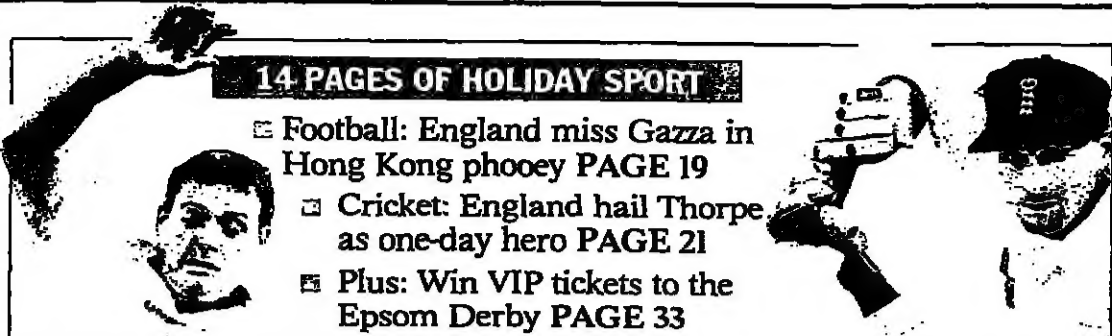 14 PAGES OF HOLIDAY SPORT
Football: England miss Gazza in
Hong Kong phooey PAGE 19
Cricket: England hail Thorpe
as one-day hero PAGE 21
Plus: Win VIP tickets to the
Epsom Derby PAGE 33